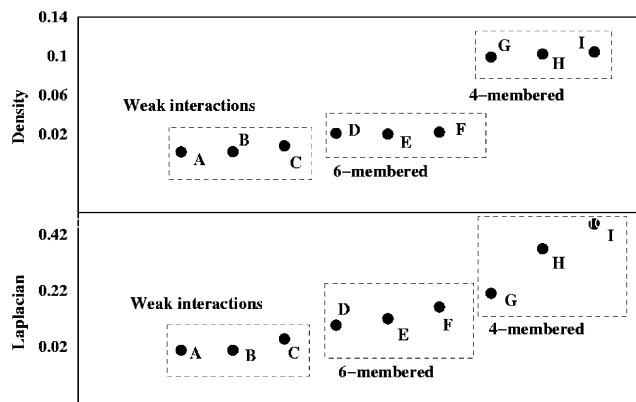 0.14
G
I
0.1
H
4−membered
0.06
Weak interactions
0.02
B
D
F
A
C
E
6−membered
Density
0.42
I
H
0.22
G
Weak interactions
D
F
E
4−membered
0.02
A
B
C
6−membered
Laplacian